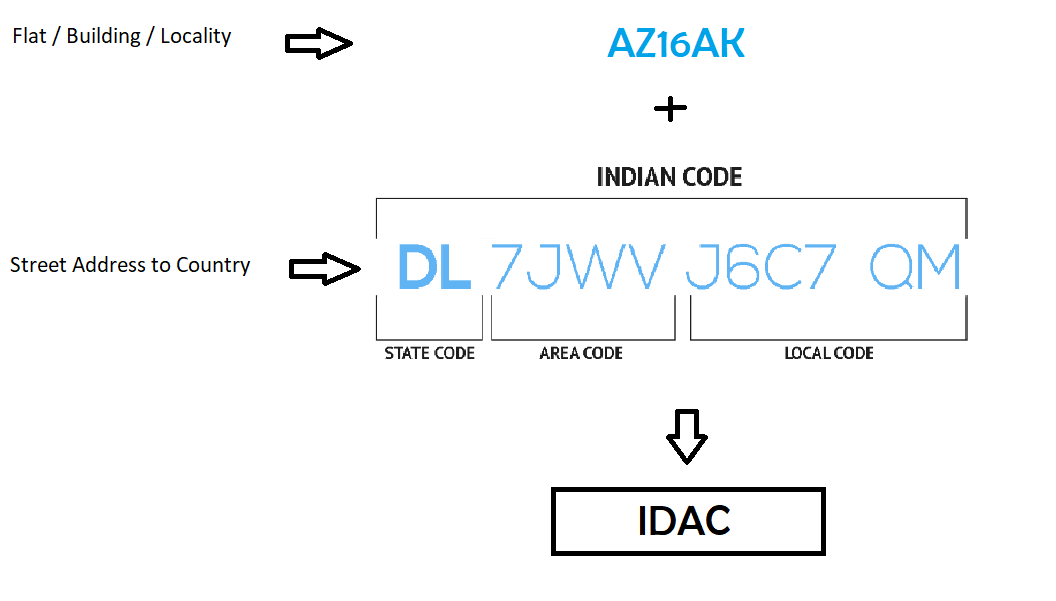 Flat / Building / Locality
AZ16AK
+
INDIAN CODE
Street Address to Country
DL 7JWV J6C7 QM
STATE CODE
AREA CODE
LOCAL CODE
IDAC